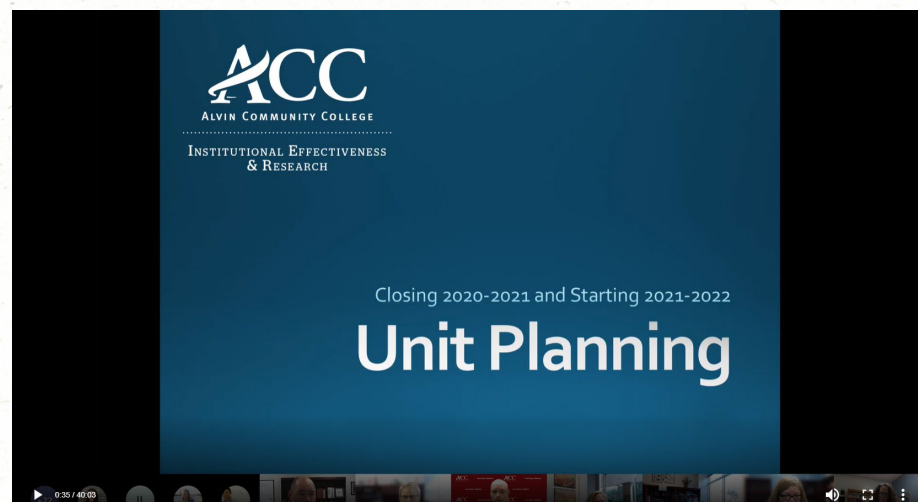 ACC
ALVIN COMMUNITY COLLEGE
INSTITUTIONAL EFFECTIVENESS
& RESEARCH
Closing 2020-2021 and Starting 2021-2022
Unit Planning
0:35 / 40:03